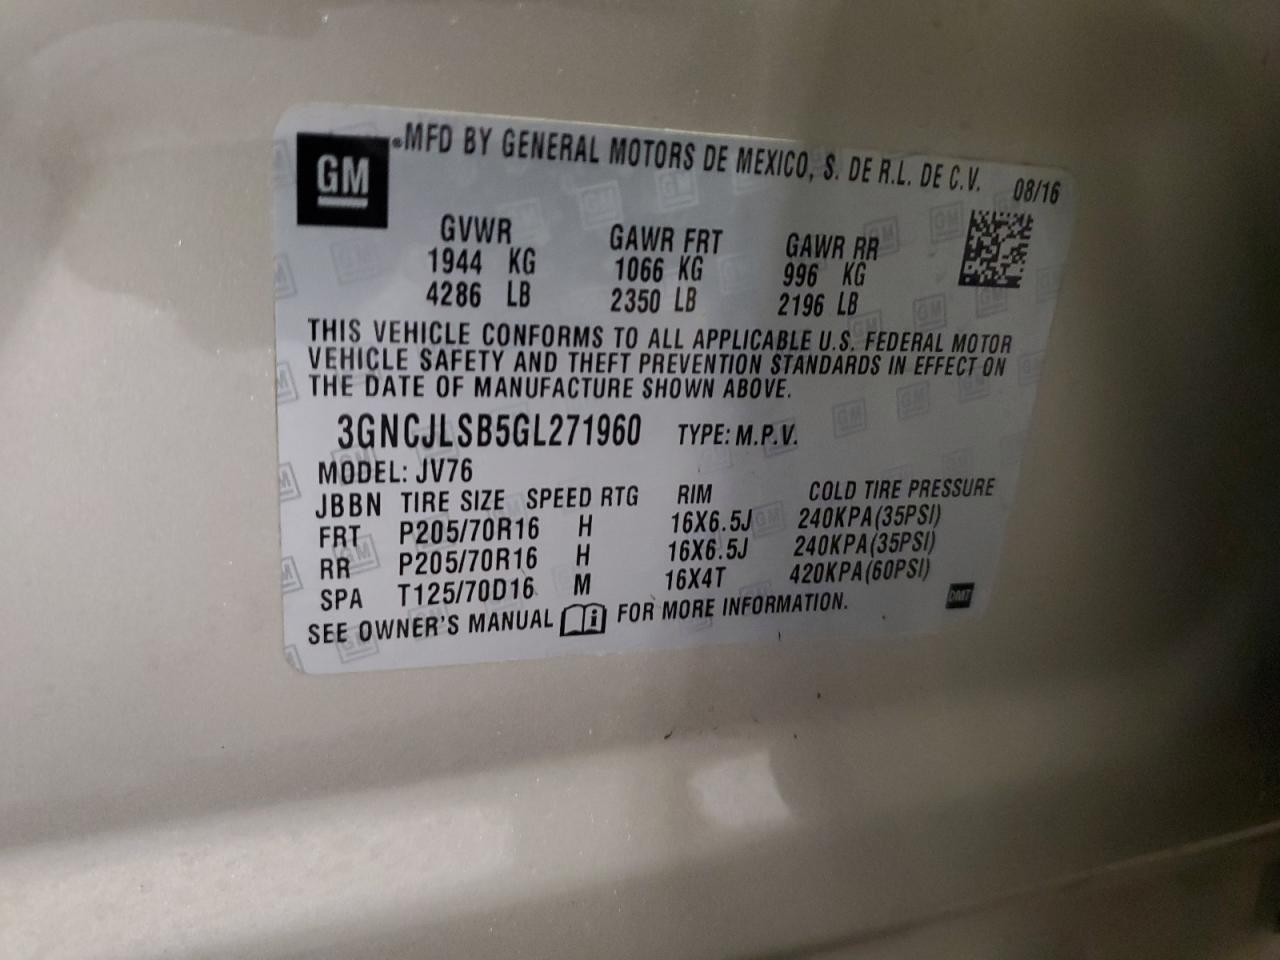 GM
®MFD BY GENERAL MOTORS DE MEXICO, S. DE R.L. DE C.V. 08/16
GVWR GAWR FRT GAWR RR
1944 KG 1066 KG 996 KG
4286 LB 2350 LB 2196 LB
THIS VEHICLE CONFORMS TO ALL APPLICABLE U.S. FEDERAL MOTOR
VEHICLE SAFETY AND THEFT PREVENTION STANDARDS IN EFFECT ON
THE DATE OF MANUFACTURE SHOWN ABOVE.
3GNCJLSB5GL271960 TYPE: M.P.V.
MODEL: JV76
JBBN TIRE SIZE SPEED RTG RIM COLD TIRE PRESSURE
FRT P205/70R16 H 16X6.5J 240KPA(35PSI)
RR P205/70R16 H 16X6.5J 240KPA(35PSI)
SPA T125/70D16 M 16X4T 420KPA(60PSI)
SEE OWNER'S MANUAL i FOR MORE INFORMATION.
DMT